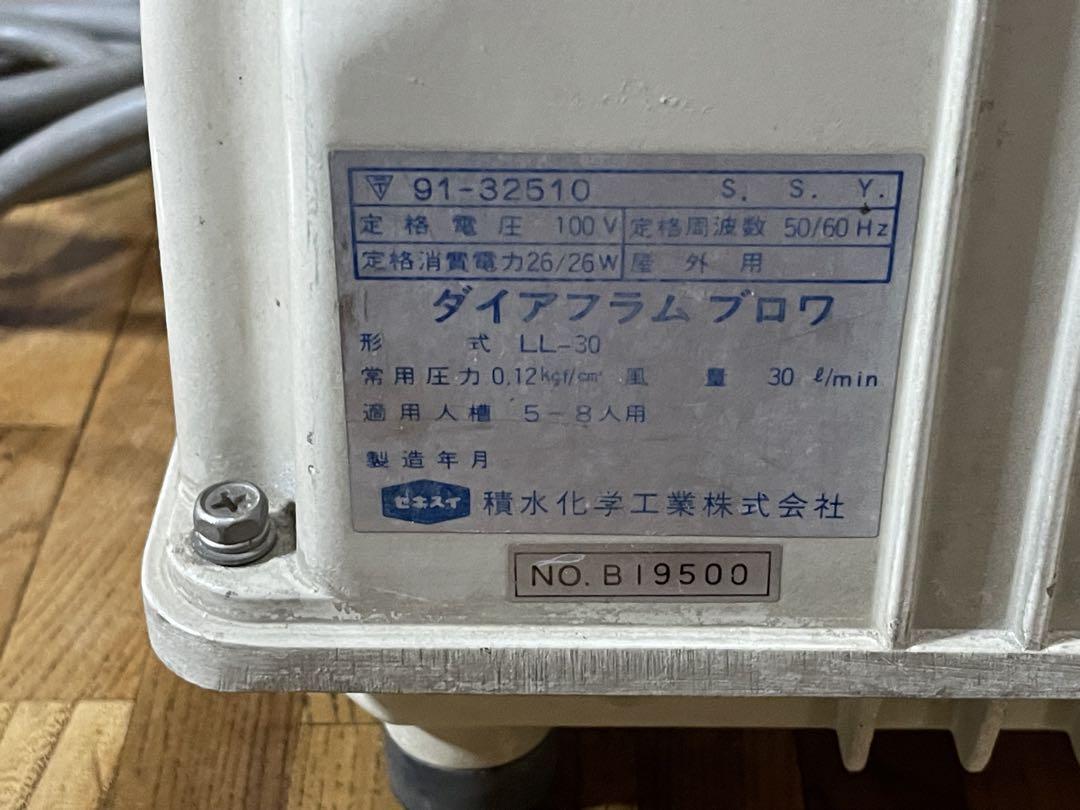 ▽ 91-32510 S. S. Y.
定格電圧 100V 定格周波数 50/60Hz
定格消費電力26/26W 屋外用
ダイアフラムブロワ
形式 LL-30
常用圧力 0.12kgf/cm² 風量 30 ℓ/min
適用人槽 5-8人用
製造年月
セキスイ 積水化学工業株式会社
NO. B19500